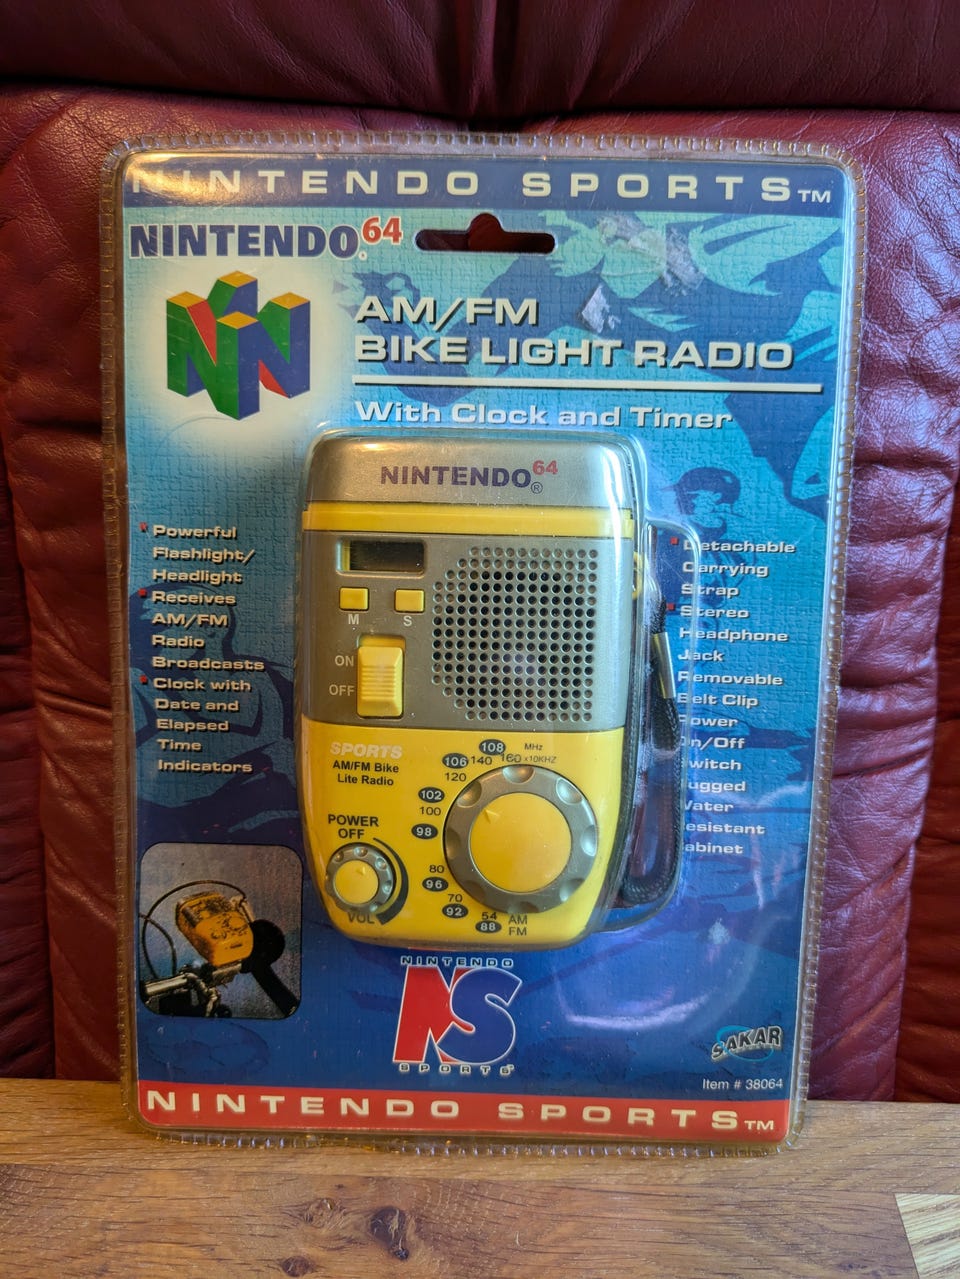 NINTENDO SPORTS™
NINTENDO®64
AM/FM
BIKE LIGHT RADIO
With Clock and Timer
NINTENDO®64
Powerful
Flashlight/
Headlight
Receives
AM/FM
Radio
Broadcasts
Clock with
Date and
Elapsed
Time
Indicators
Detachable
Carrying
Strap
Stereo
Headphone
Jack
Removable
Belt Clip
Power
On/Off
Switch
Rugged
Water
Resistant
Cabinet
M S
ON
OFF
SPORTS
AM/FM Bike
Lite Radio
POWER
OFF
VOL
108 MHz
106 140 160 x10KHZ
120
102
100
98
80
96
70
92 54 AM
88 FM
NINTENDO
NS
SPORTS
SAKAR
Item # 38064
NINTENDO SPORTS™